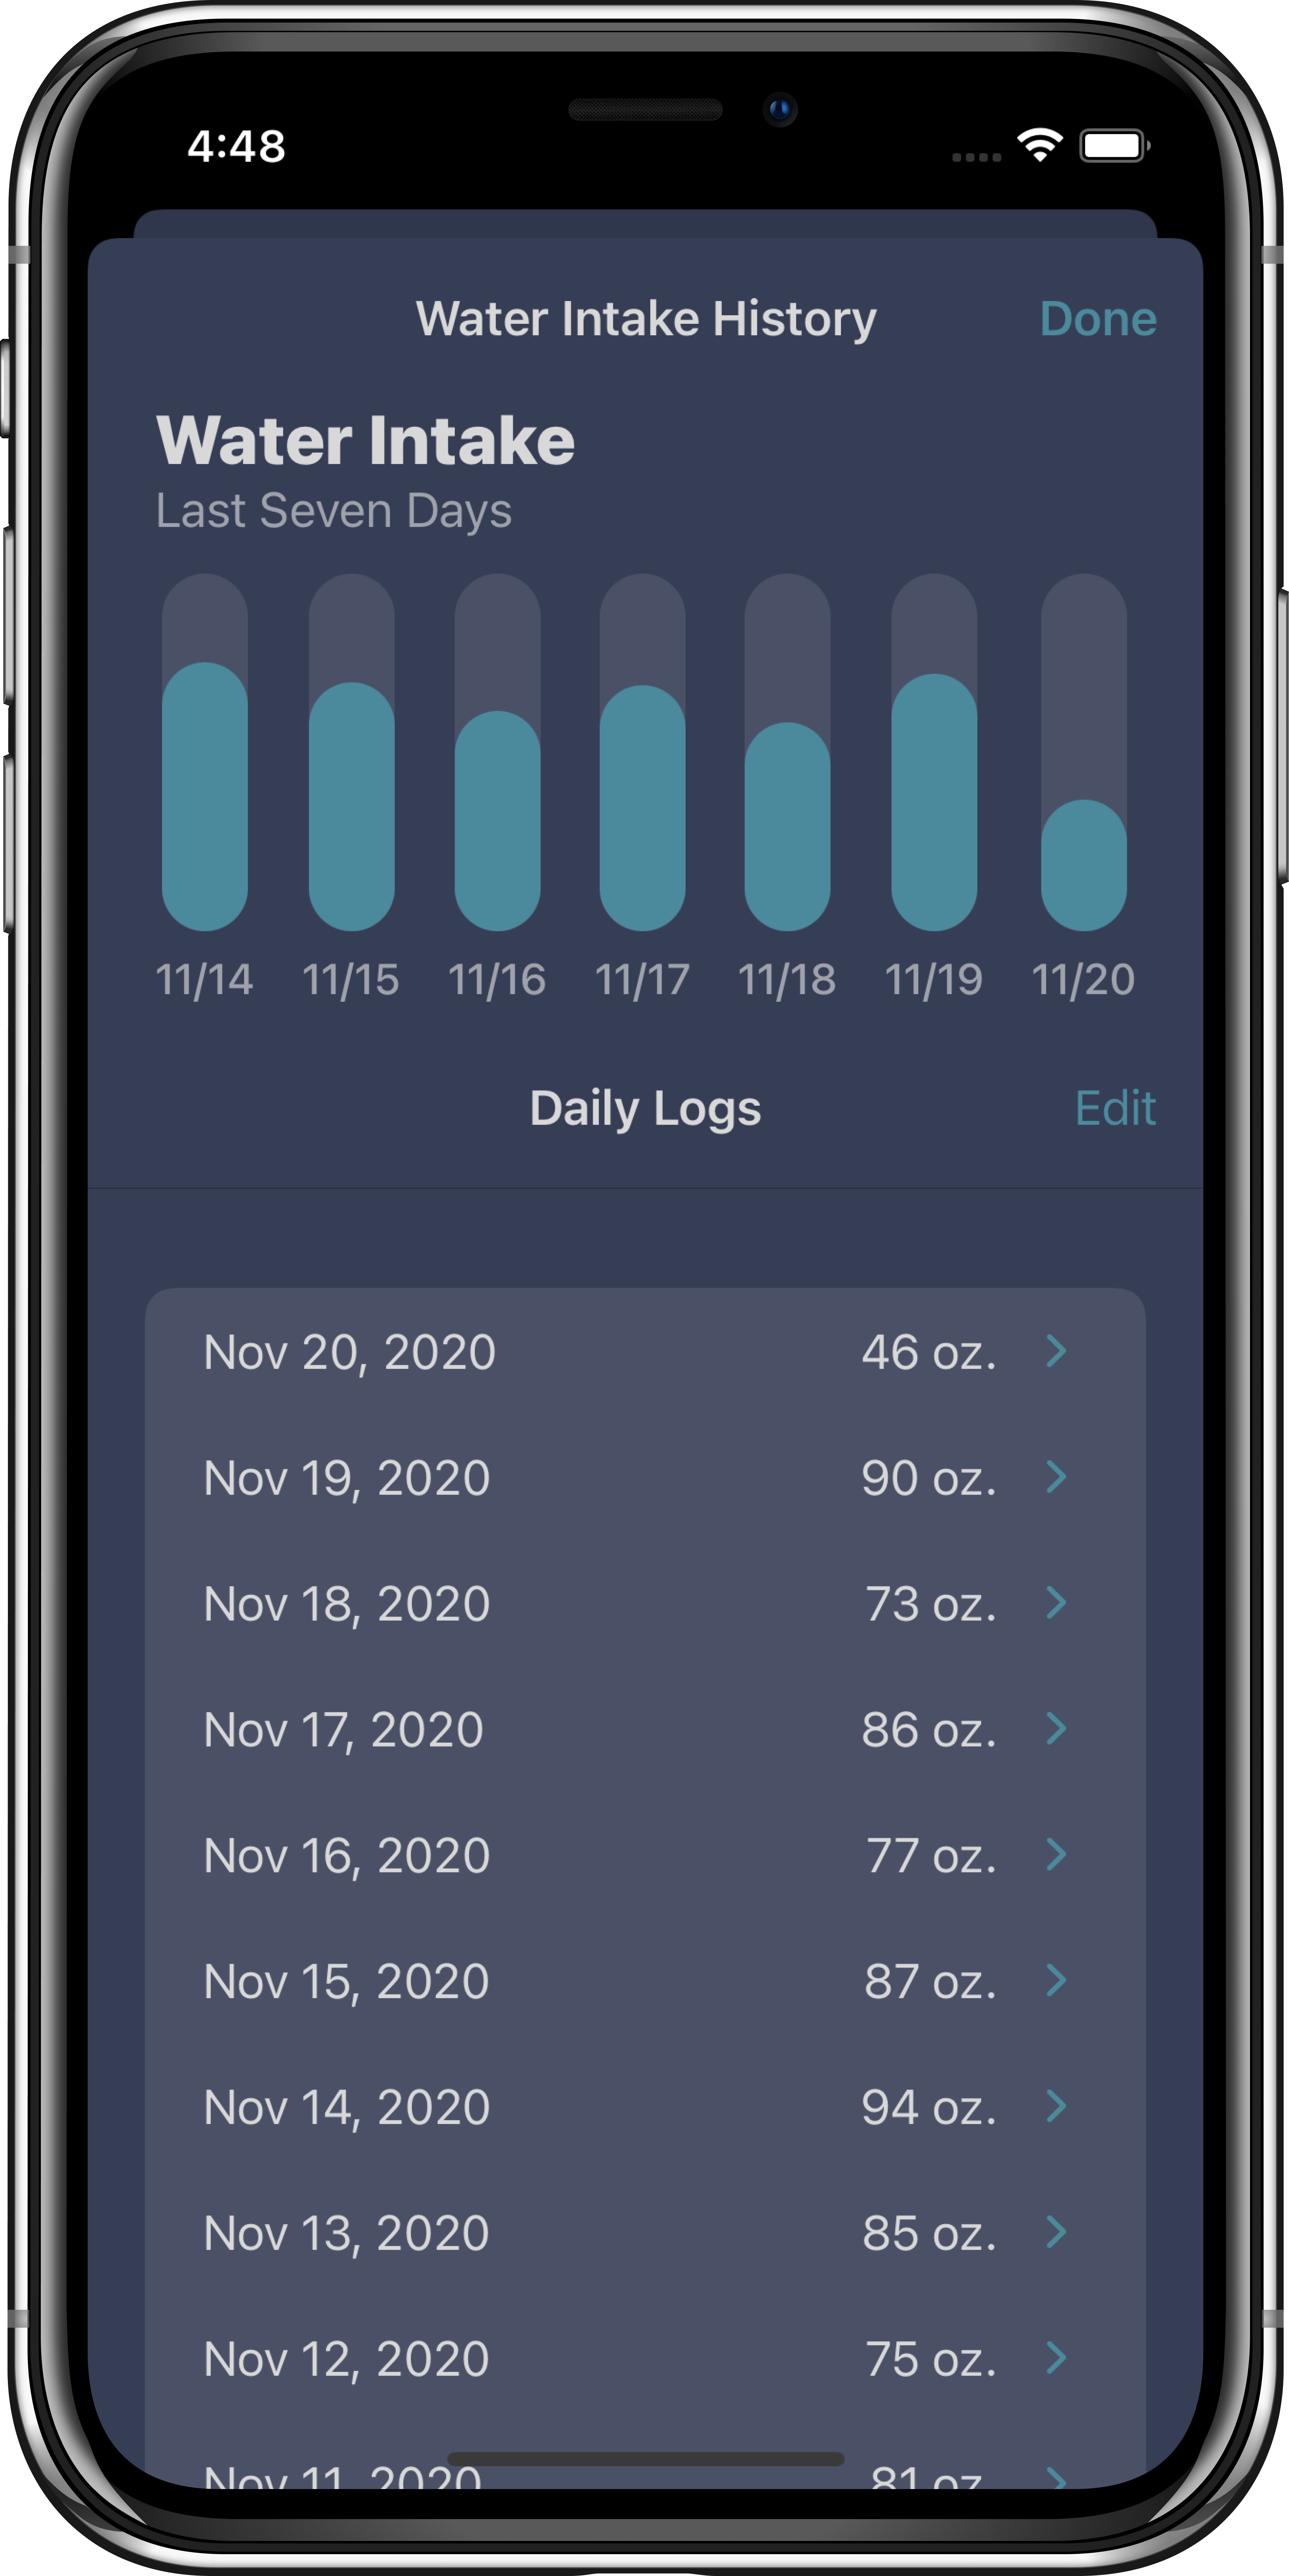 4:48
Water Intake History Done
Water Intake
Last Seven Days
11/14 11/15 11/16 11/17 11/18 11/19 11/20
Daily Logs Edit
Nov 20, 2020 46 oz.
Nov 19, 2020 90 oz.
Nov 18, 2020 73 oz.
Nov 17, 2020 86 oz.
Nov 16, 2020 77 oz.
Nov 15, 2020 87 oz.
Nov 14, 2020 94 oz.
Nov 13, 2020 85 oz.
Nov 12, 2020 75 oz.
Nov 11, 2020 81 oz.